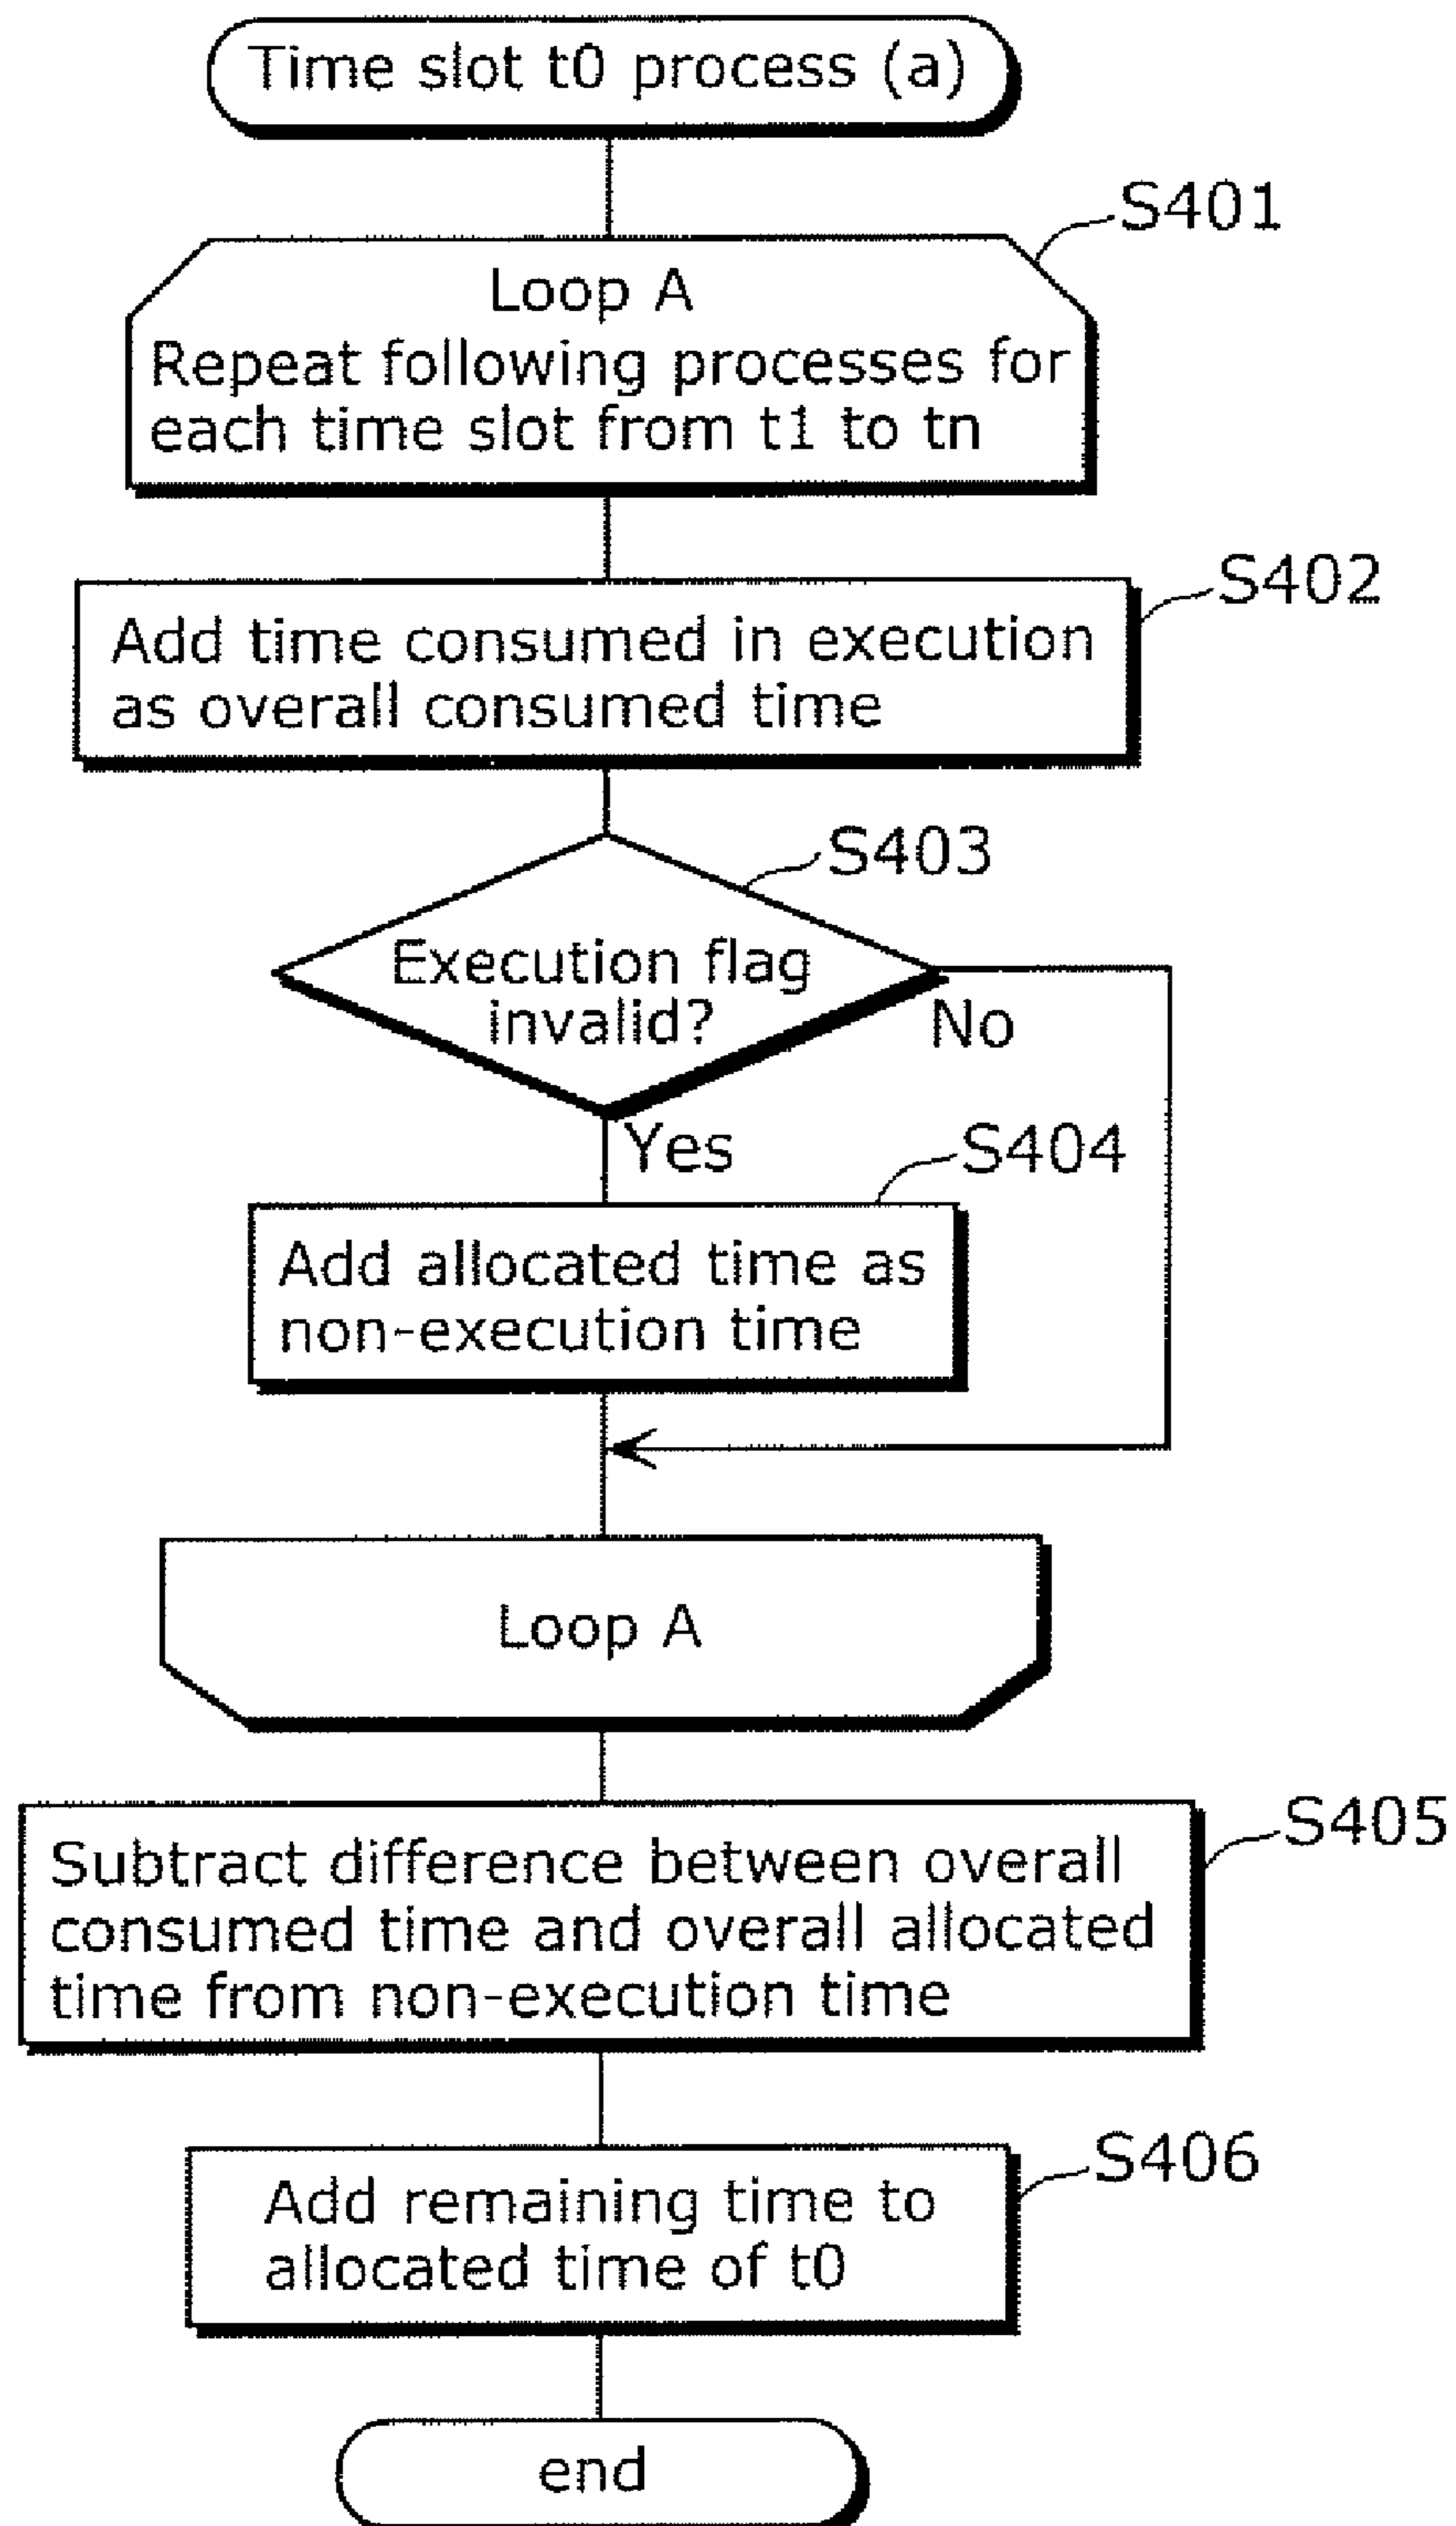 Time slot t0 process (a)
S401
Loop A
Repeat following processes for
each time slot from t1 to tn
S402
Add time consumed in execution
as overall consumed time
S403
Execution flag
invalid?
No
Yes
S404
Add allocated time as
non-execution time
Loop A
S405
Subtract difference between overall
consumed time and overall allocated
time from non-execution time
S406
Add remaining time to
allocated time of t0
end